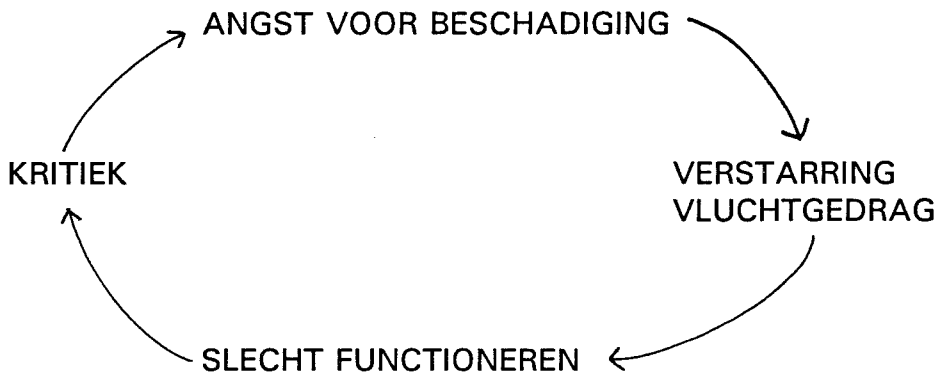 ANGST VOOR BESCHADIGING
KRITIEK
VERSTARRING
VLUCHTGEDRAG
SLECHT FUNCTIONEREN